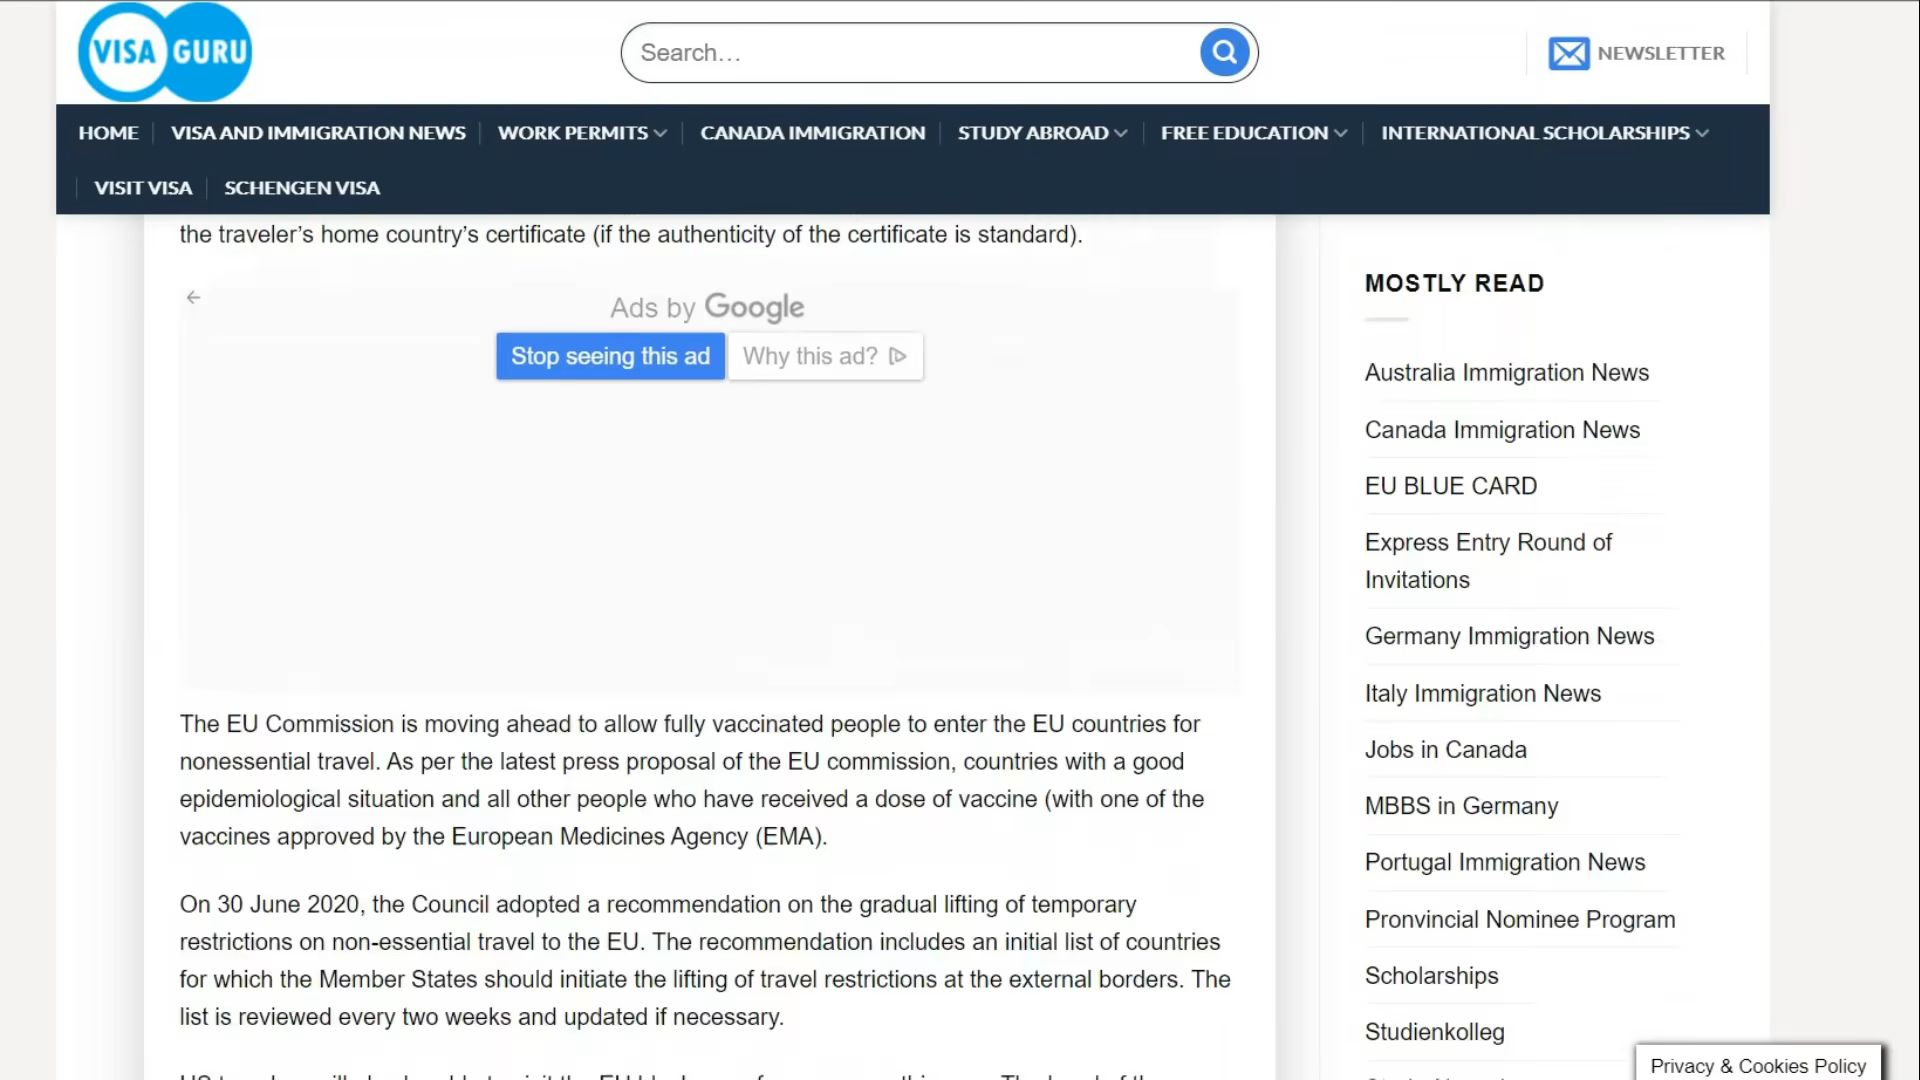 VISA GURU
Search…
NEWSLETTER
HOME
VISA AND IMMIGRATION NEWS
WORK PERMITS
CANADA IMMIGRATION
STUDY ABROAD
FREE EDUCATION
INTERNATIONAL SCHOLARSHIPS
VISIT VISA
SCHENGEN VISA
the traveler’s home country’s certificate (if the authenticity of the certificate is standard).
Ads by Google
Stop seeing this ad
Why this ad?
The EU Commission is moving ahead to allow fully vaccinated people to enter the EU countries for
nonessential travel. As per the latest press proposal of the EU commission, countries with a good
epidemiological situation and all other people who have received a dose of vaccine (with one of the
vaccines approved by the European Medicines Agency (EMA).
On 30 June 2020, the Council adopted a recommendation on the gradual lifting of temporary
restrictions on non-essential travel to the EU. The recommendation includes an initial list of countries
for which the Member States should initiate the lifting of travel restrictions at the external borders. The
list is reviewed every two weeks and updated if necessary.
MOSTLY READ
Australia Immigration News
Canada Immigration News
EU BLUE CARD
Express Entry Round of
Invitations
Germany Immigration News
Italy Immigration News
Jobs in Canada
MBBS in Germany
Portugal Immigration News
Pronvincial Nominee Program
Scholarships
Studienkolleg
Privacy & Cookies Policy